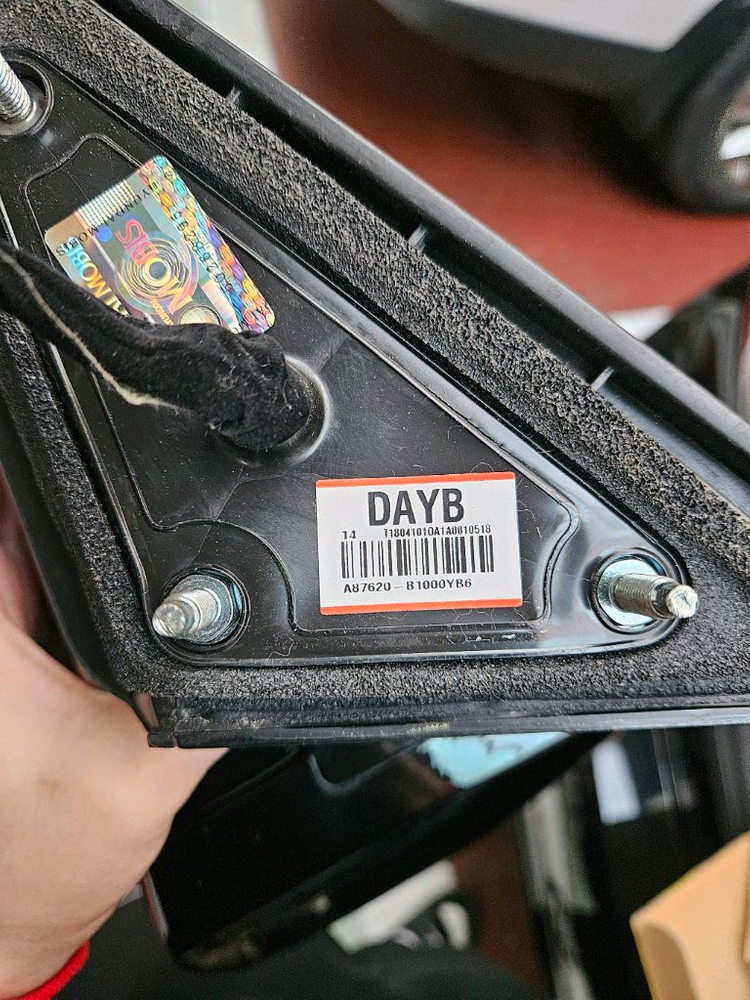 MOBIS
DAYB
14 T18041010A1A0010518
A87620-B1000YB6